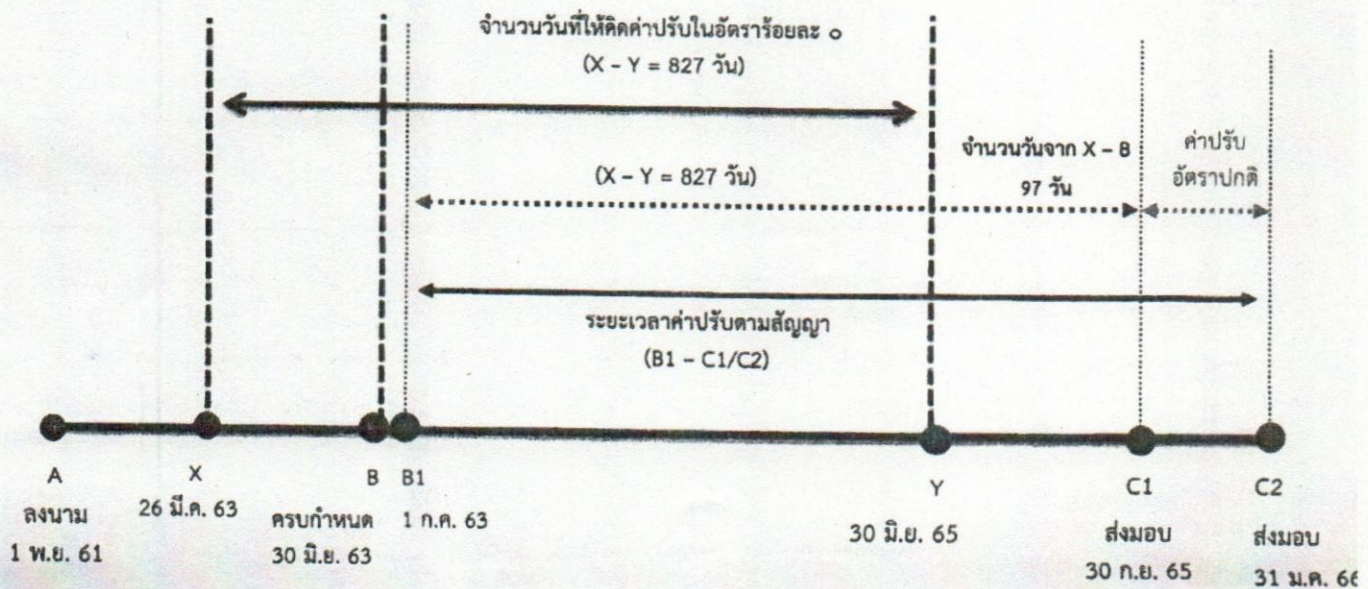 จำนวนวันที่ให้คิดค่าปรับในอัตราร้อยละ ๐
(X – Y = 827 วัน)
(X – Y = 827 วัน)
จำนวนวันจาก X – B
97 วัน
ค่าปรับ
อัตราปกติ
ระยะเวลาค่าปรับตามสัญญา
(B1 – C1/C2)
A
ลงนาม
1 พ.ย. 61
X
26 มี.ค. 63
B
ครบกำหนด
30 มิ.ย. 63
B1
1 ก.ค. 63
Y
30 มิ.ย. 65
C1
ส่งมอบ
30 ก.ย. 65
C2
ส่งมอบ
31 ม.ค. 66